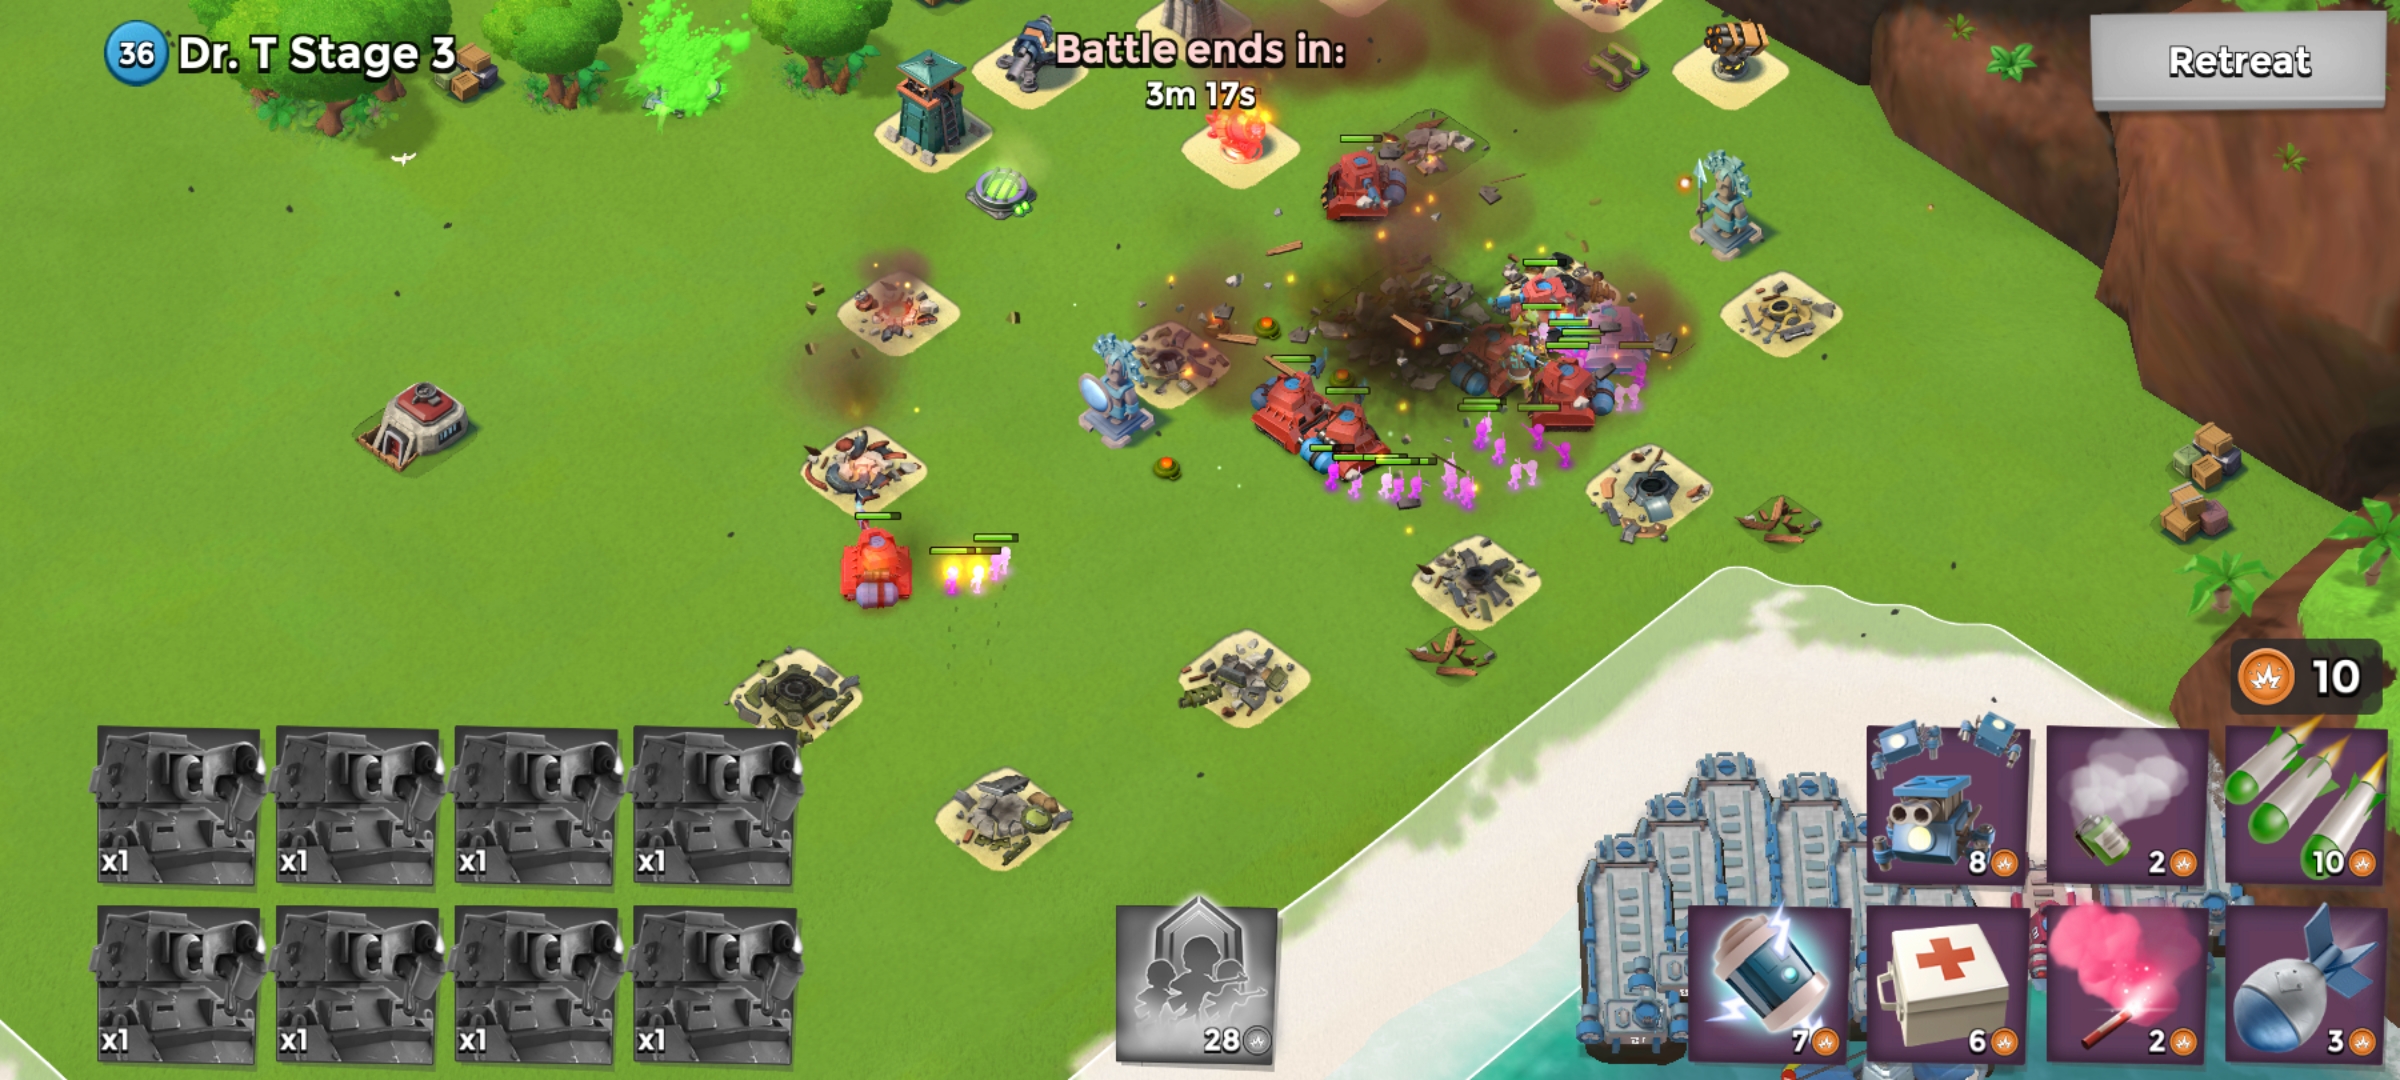 36 Dr. T Stage 3
Battle ends in:
3m 17s
Retreat
10
x1 x1 x1 x1
8 2 10
x1 x1 x1 x1
28
7 6 2 3